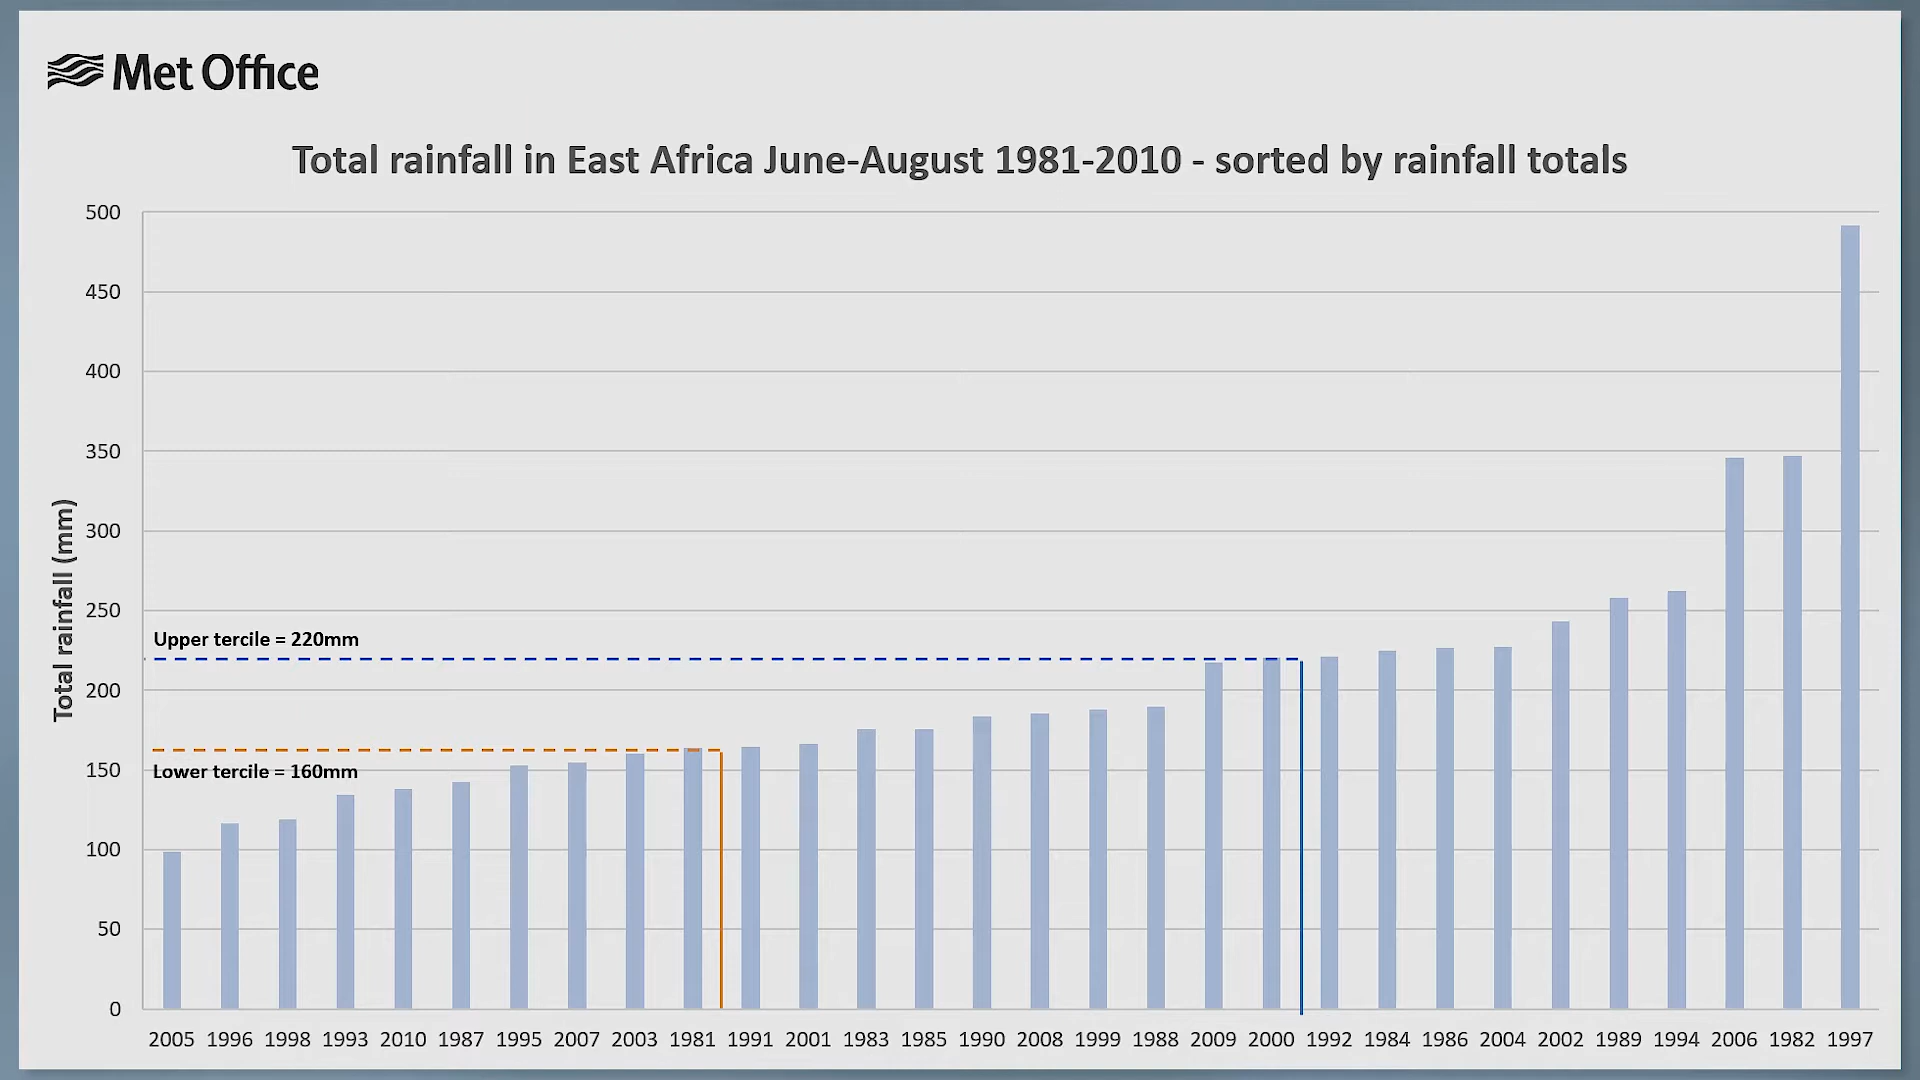 Met Office
Total rainfall in East Africa June-August 1981-2010 - sorted by rainfall totals
500
450
400
350
300
250
200
150
100
50
0
Total rainfall (mm)
Upper tercile = 220mm
Lower tercile = 160mm
2005 1996 1998 1993 2010 1987 1995 2007 2003 1981 1991 2001 1983 1985 1990 2008 1999 1988 2009 2000 1992 1984 1986 2004 2002 1989 1994 2006 1982 1997